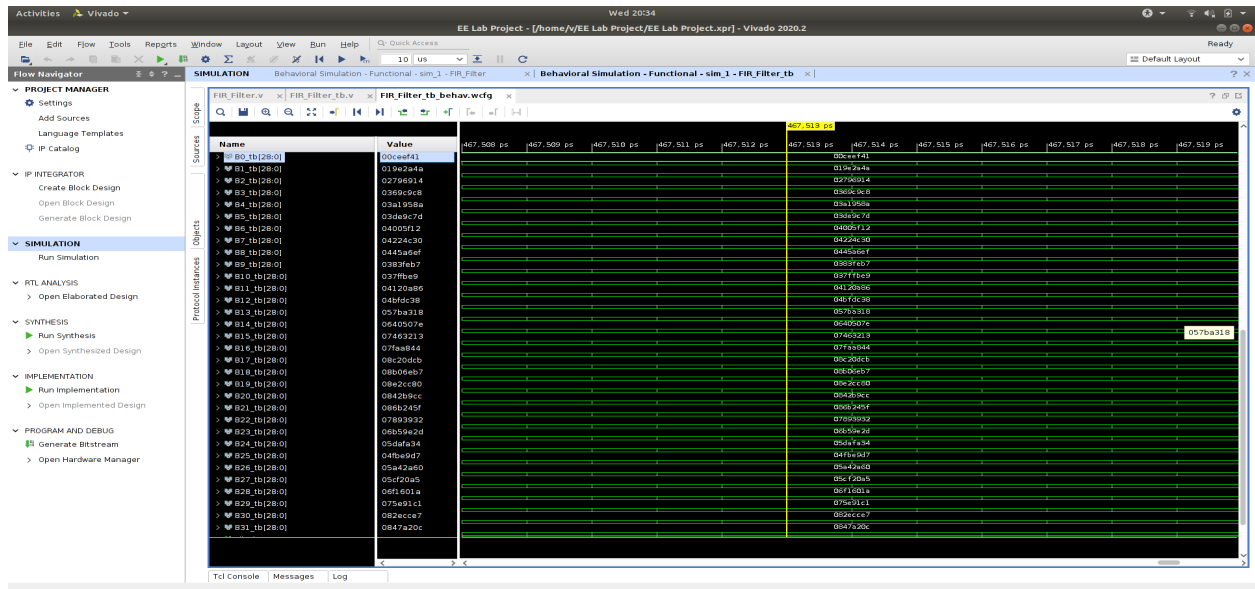 Activities Vivado Wed 20:34
EE Lab Project - [/home/v/EE Lab Project/EE Lab Project.xpr] - Vivado 2020.2
File Edit Flow Tools Reports Window Layout View Run Help Q- Quick Access Ready
10 us Default Layout
Flow Navigator
SIMULATION Behavioral Simulation - Functional - sim_1 - FIR_Filter Behavioral Simulation - Functional - sim_1 - FIR_Filter_tb
PROJECT MANAGER
Settings
Add Sources
Language Templates
IP Catalog
IP INTEGRATOR
Create Block Design
Open Block Design
Generate Block Design
SIMULATION
Run Simulation
RTL ANALYSIS
Open Elaborated Design
SYNTHESIS
Run Synthesis
Open Synthesized Design
IMPLEMENTATION
Run Implementation
Open Implemented Design
PROGRAM AND DEBUG
Generate Bitstream
Open Hardware Manager
Scope
Sources
Objects
Protocol Instances
FIR_Filter.v FIR_Filter_tb.v FIR_Filter_tb_behav.wcfg
467,513 ps
Name Value 467,508 ps 467,509 ps 467,510 ps 467,511 ps 467,512 ps 467,513 ps 467,514 ps 467,515 ps 467,516 ps 467,517 ps 467,518 ps 467,519 ps
B0_tb[28:0] 00ceef41 00ceef41
B1_tb[28:0] 019e2a4a 019e2a4a
B2_tb[28:0] 02796914 02796914
B3_tb[28:0] 0369c9c8 0369c9c8
B4_tb[28:0] 03a1958a 03a1958a
B5_tb[28:0] 03de9c7d 03de9c7d
B6_tb[28:0] 04005f12 04005f12
B7_tb[28:0] 04224c30 04224c30
B8_tb[28:0] 0445a6ef 0445a6ef
B9_tb[28:0] 0383feb7 0383feb7
B10_tb[28:0] 037ffbe9 037ffbe9
B11_tb[28:0] 04120a86 04120a86
B12_tb[28:0] 04bfdc38 04bfdc38
B13_tb[28:0] 057ba318 057ba318
B14_tb[28:0] 0640507e 0640507e
B15_tb[28:0] 07463213 07463213 057ba318
B16_tb[28:0] 07faa844 07faa844
B17_tb[28:0] 08c20dcb 08c20dcb
B18_tb[28:0] 08b06eb7 08b06eb7
B19_tb[28:0] 08e2cc80 08e2cc80
B20_tb[28:0] 0842b9cc 0842b9cc
B21_tb[28:0] 086b245f 086b245f
B22_tb[28:0] 07893932 07893932
B23_tb[28:0] 06b59e2d 06b59e2d
B24_tb[28:0] 05dafa34 05dafa34
B25_tb[28:0] 04fbe9d7 04fbe9d7
B26_tb[28:0] 05a42a60 05a42a60
B27_tb[28:0] 05cf20a5 05cf20a5
B28_tb[28:0] 06f1601a 06f1601a
B29_tb[28:0] 075e91c1 075e91c1
B30_tb[28:0] 082ecce7 082ecce7
B31_tb[28:0] 0847a20c 0847a20c
Tcl Console Messages Log